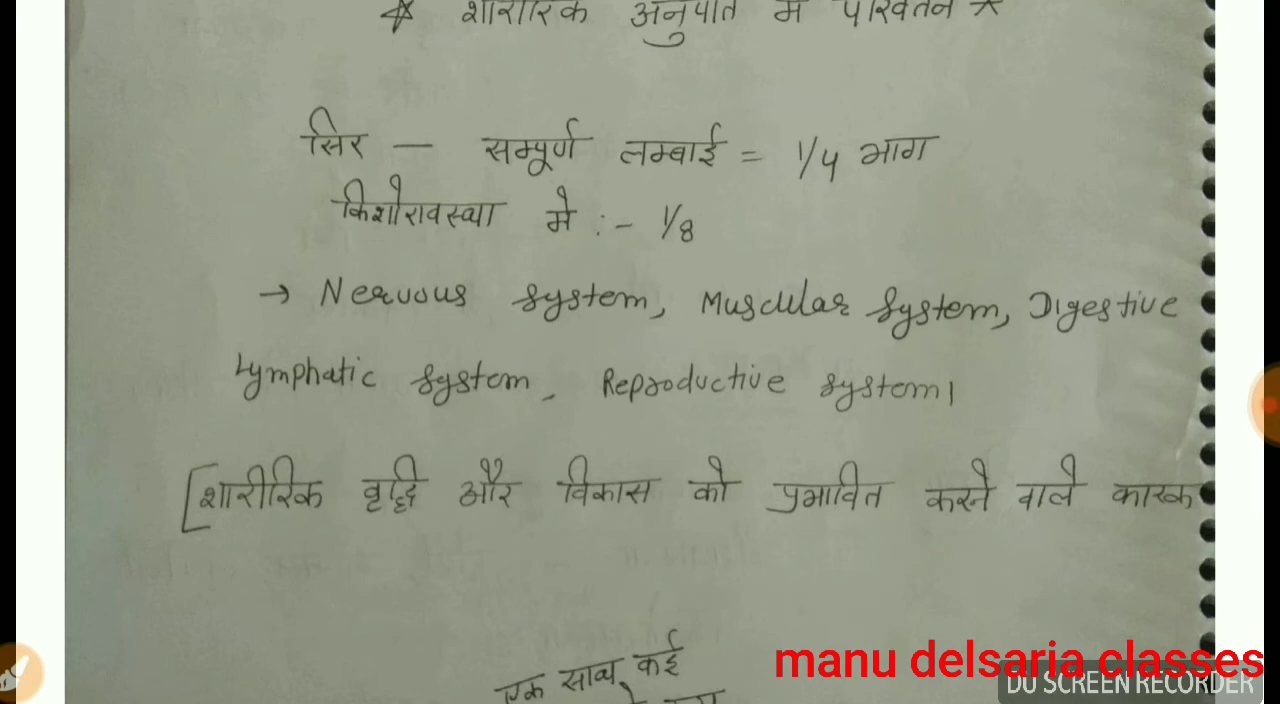 * शारीरिक अनुपात में परिवर्तन *
सिर — सम्पूर्ण लम्बाई = 1/4 भाग
किशोरावस्था मे :- 1/8
→ Nervous system, Muscular System, Digestive
Lymphatic system, Reproductive system।
[शारीरिक वृद्धि और विकास को प्रभावित करने वाले कारक
एक साथ कई
manu delsaria classes
DU SCREEN RECORDER